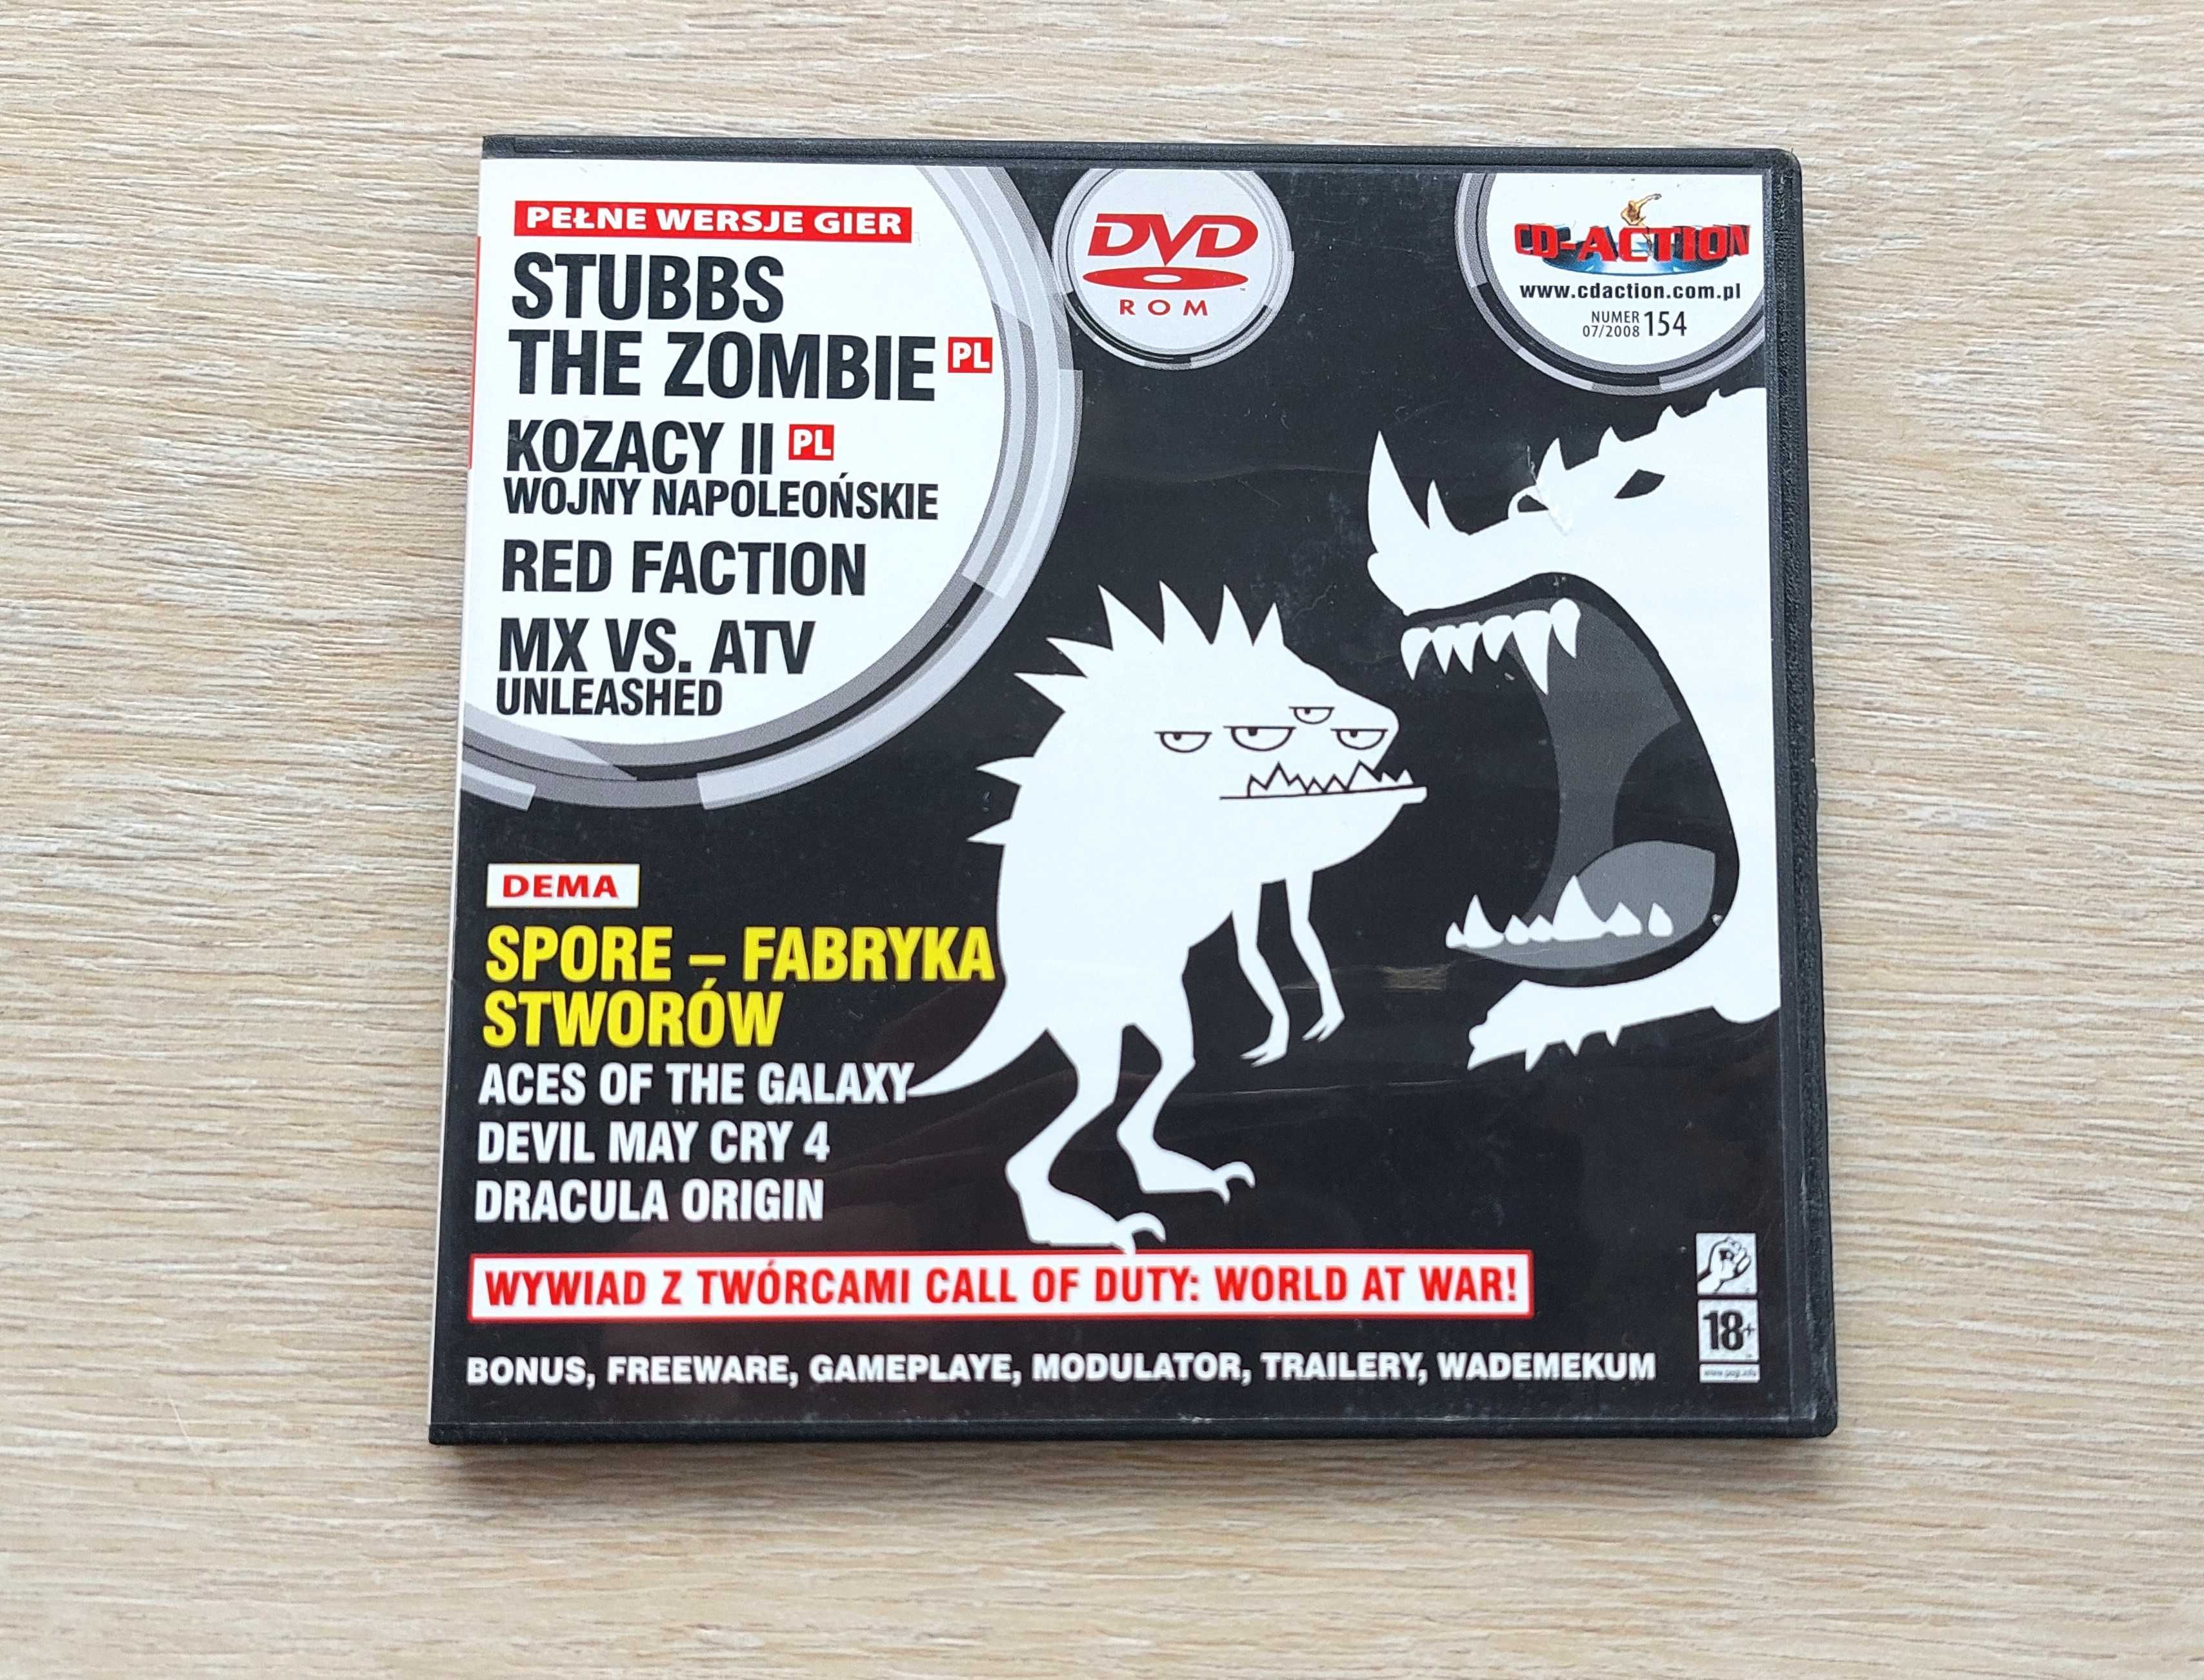 PEŁNE WERSJE GIER
STUBBS
THE ZOMBIE PL
KOZACY II PL
WOJNY NAPOLEOŃSKIE
RED FACTION
MX VS. ATV
UNLEASHED
DVD
ROM
CD-ACTION
www.cdaction.com.pl
NUMER
07/2008 154
DEMA
SPORE – FABRYKA
STWORÓW
ACES OF THE GALAXY
DEVIL MAY CRY 4
DRACULA ORIGIN
WYWIAD Z TWÓRCAMI CALL OF DUTY: WORLD AT WAR!
BONUS, FREEWARE, GAMEPLAYE, MODULATOR, TRAILERY, WADEMEKUM
18+